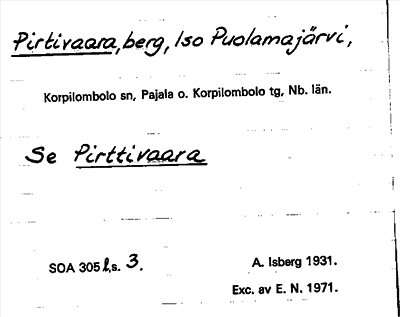 Pirtivaara, berg, Iso Puolamajärvi,
Korpilombolo sn, Pajala o. Korpilombolo tg, Nb. län.
Se Pirttivaara
SOA 305 l, s. 3.
A. Isberg 1931.
Exc. av E. N. 1971.